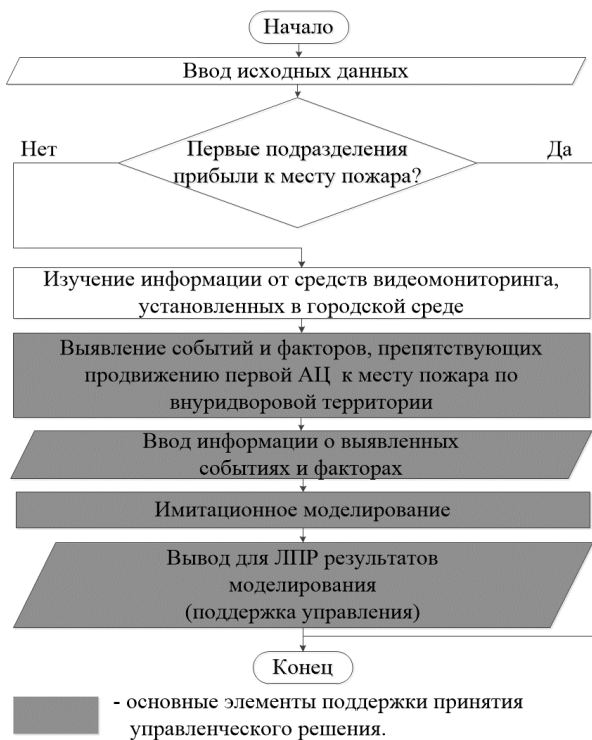 Начало
Ввод исходных данных
Нет
Первые подразделения
прибыли к месту пожара?
Да
Изучение информации от средств видеомониторинга,
установленных в городской среде
Выявление событий и факторов, препятствующих
продвижению первой АЦ к месту пожара по
внуридворовой территории
Ввод информации о выявленных
событиях и факторах
Имитационное моделирование
Вывод для ЛПР результатов
моделирования
(поддержка управления)
Конец
- основные элементы поддержки принятия
управленческого решения.